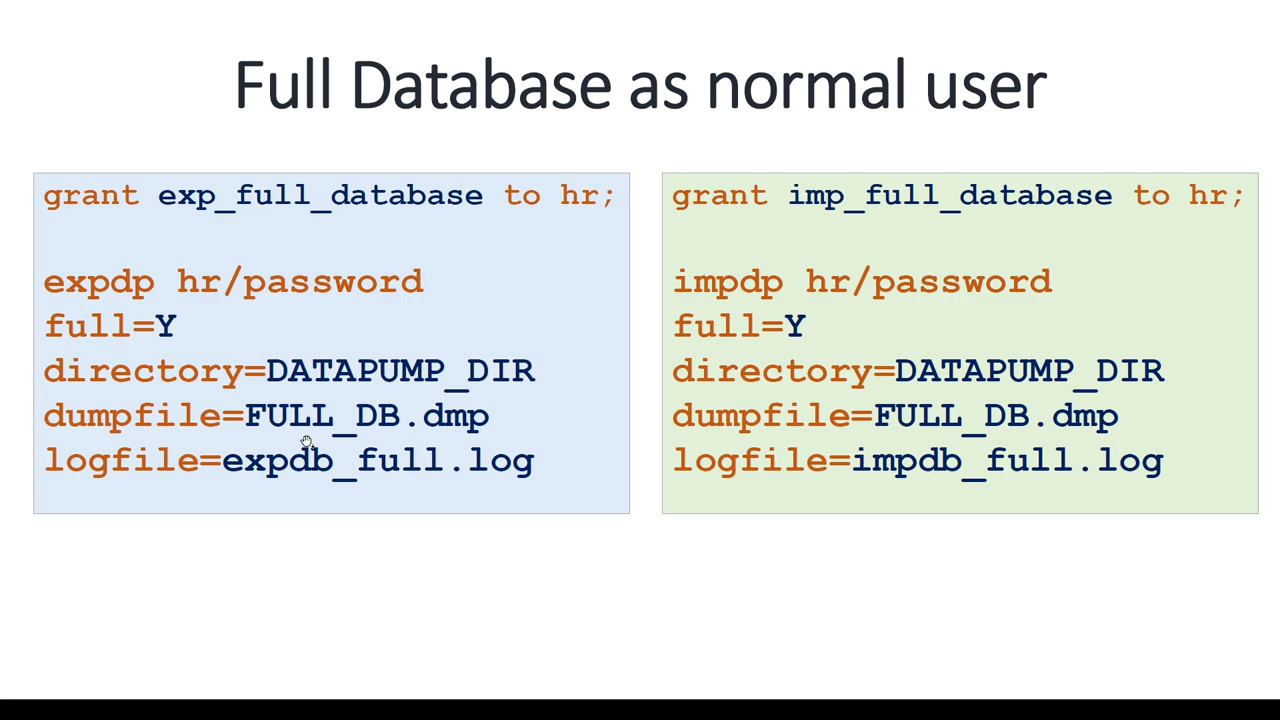 Full Database as normal user
grant exp_full_database to hr;
expdp hr/password
full=Y
directory=DATAPUMP_DIR
dumpfile=FULL_DB.dmp
logfile=expdb_full.log
grant imp_full_database to hr;
impdp hr/password
full=Y
directory=DATAPUMP_DIR
dumpfile=FULL_DB.dmp
logfile=impdb_full.log